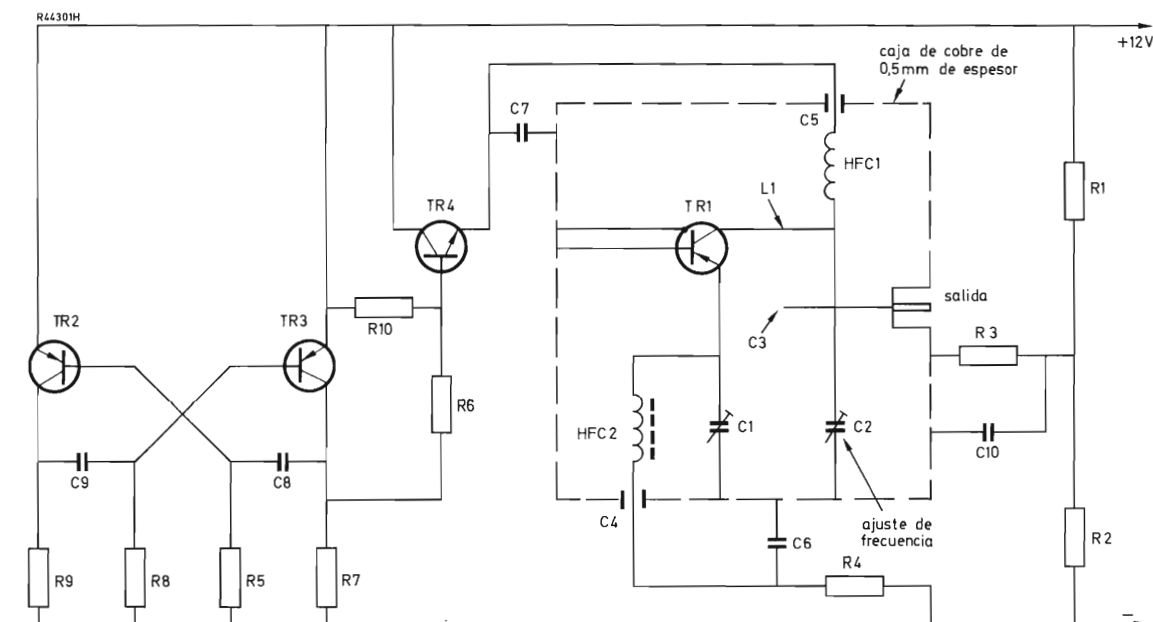 R44301H
+12V
caja de cobre de
0,5mm de espesor
C7
C5
HFC1
R1
L1
TR4
TR1
salida
TR2
TR3
R10
C3
R3
R6
HFC2
C1
C2
C10
C9
C8
C4
ajuste de
frecuencia
C6
R2
R4
R9
R8
R5
R7